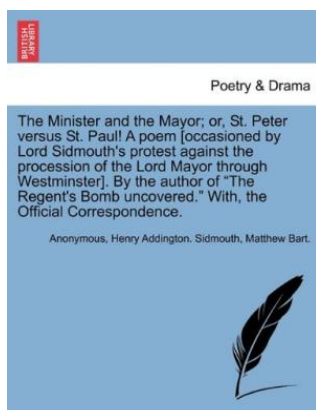 BRITISH
LIBRARY
Poetry & Drama
The Minister and the Mayor; or, St. Peter
versus St. Paul! A poem [occasioned by
Lord Sidmouth's protest against the
procession of the Lord Mayor through
Westminster]. By the author of "The
Regent's Bomb uncovered." With, the
Official Correspondence.
Anonymous, Henry Addington. Sidmouth, Matthew Bart.